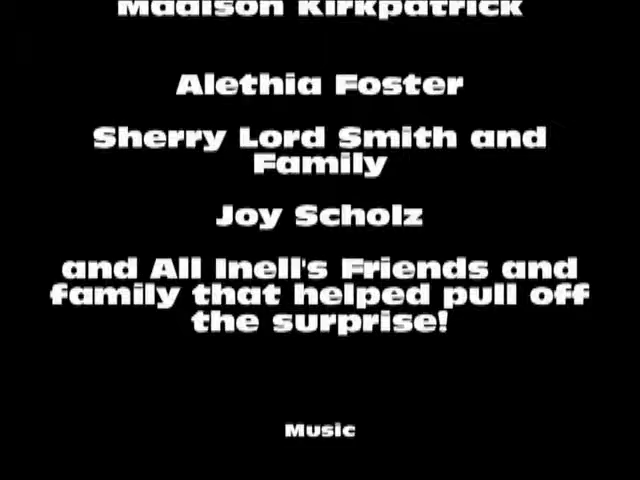 Madison Kirkpatrick
Alethia Foster
Sherry Lord Smith and
Family
Joy Scholz
and All Inell's Friends and
family that helped pull off
the surprise!
Music